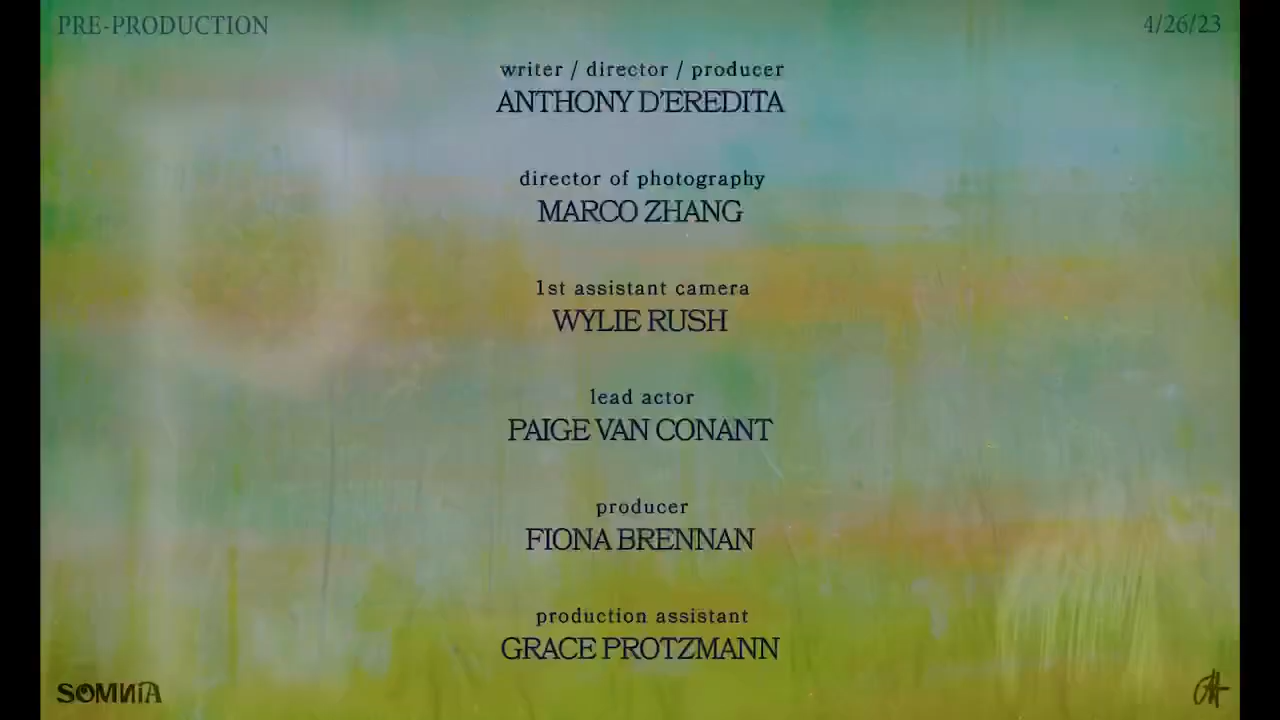 PRE-PRODUCTION
4/26/23
writer / director / producer
ANTHONY D'EREDITA
director of photography
MARCO ZHANG
1st assistant camera
WYLIE RUSH
lead actor
PAIGE VAN CONANT
producer
FIONA BRENNAN
production assistant
GRACE PROTZMANN
SOMNIA